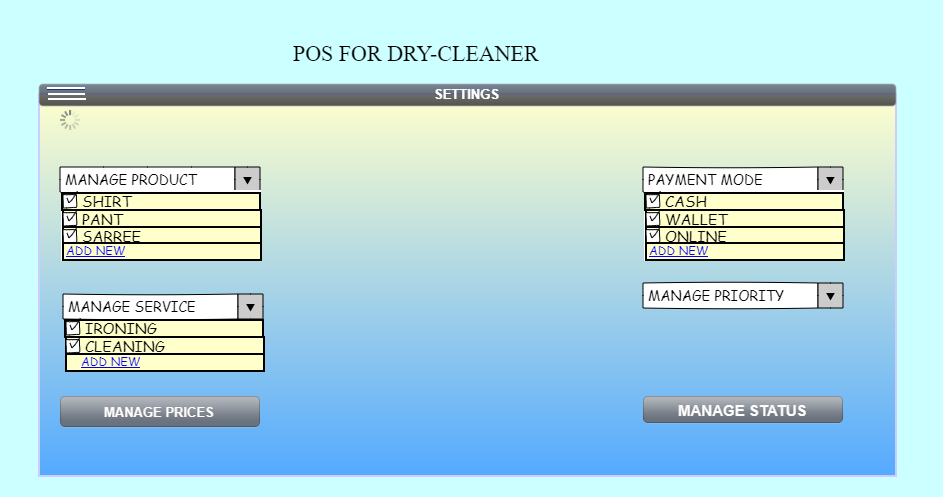 POS FOR DRY-CLEANER
SETTINGS
MANAGE PRODUCT
SHIRT
PANT
SARREE
ADD NEW
MANAGE SERVICE
IRONING
CLEANING
ADD NEW
MANAGE PRICES
PAYMENT MODE
CASH
WALLET
ONLINE
ADD NEW
MANAGE PRIORITY
MANAGE STATUS